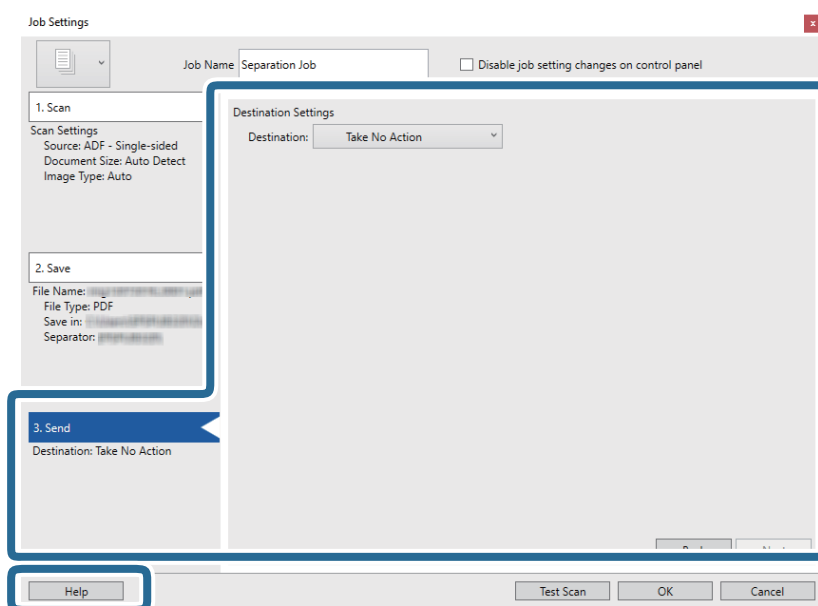 Job Settings
x
Job Name Separation Job Disable job setting changes on control panel
1. Scan
Scan Settings
Source: ADF - Single-sided
Document Size: Auto Detect
Image Type: Auto
2. Save
File Name:
File Type: PDF
Save in:
Separator:
3. Send
Destination: Take No Action
Destination Settings
Destination: Take No Action
Help Test Scan OK Cancel